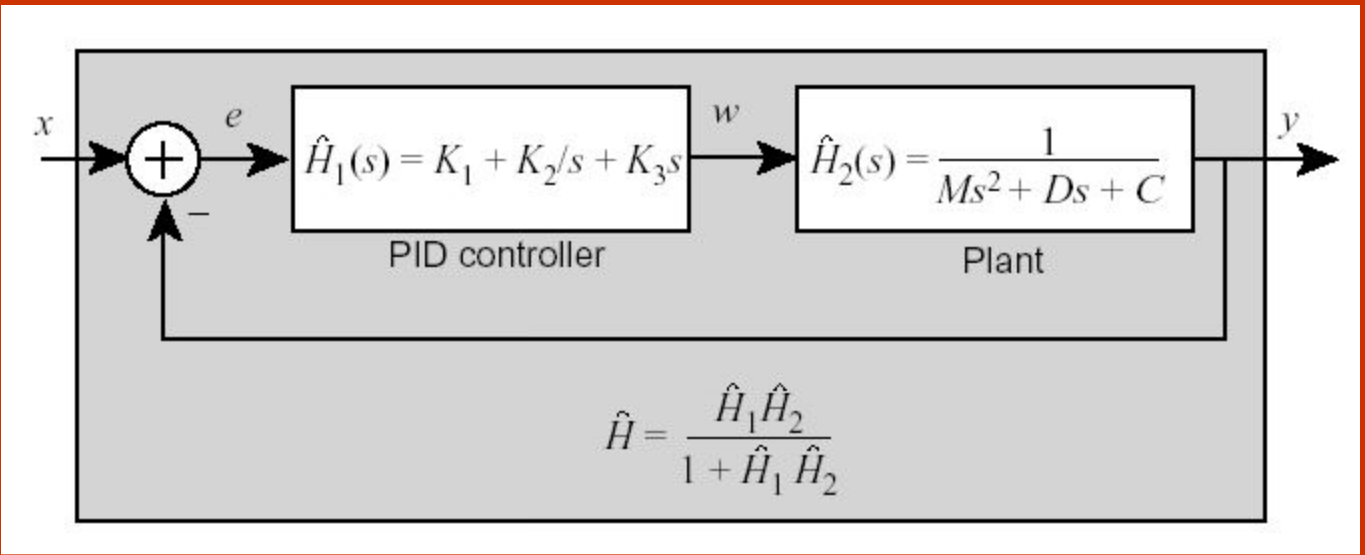 x
e
w
y
Ĥ₁(s) = K₁ + K₂/s + K₃s
Ĥ₂(s) = 1 / (Ms² + Ds + C)
+
−
PID controller
Plant
Ĥ = Ĥ₁Ĥ₂ / (1 + Ĥ₁ Ĥ₂)